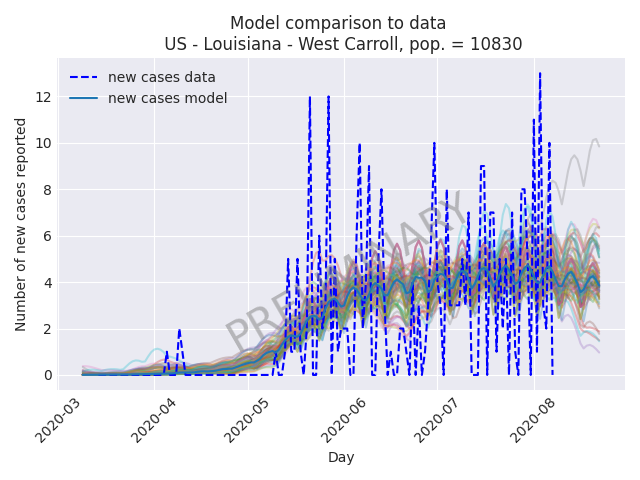 Model comparison to data
US - Louisiana - West Carroll, pop. = 10830
new cases data
new cases model
Number of new cases reported
12
10
8
6
4
2
0
PRELIMINARY
2020-03
2020-04
2020-05
2020-06
2020-07
2020-08
Day